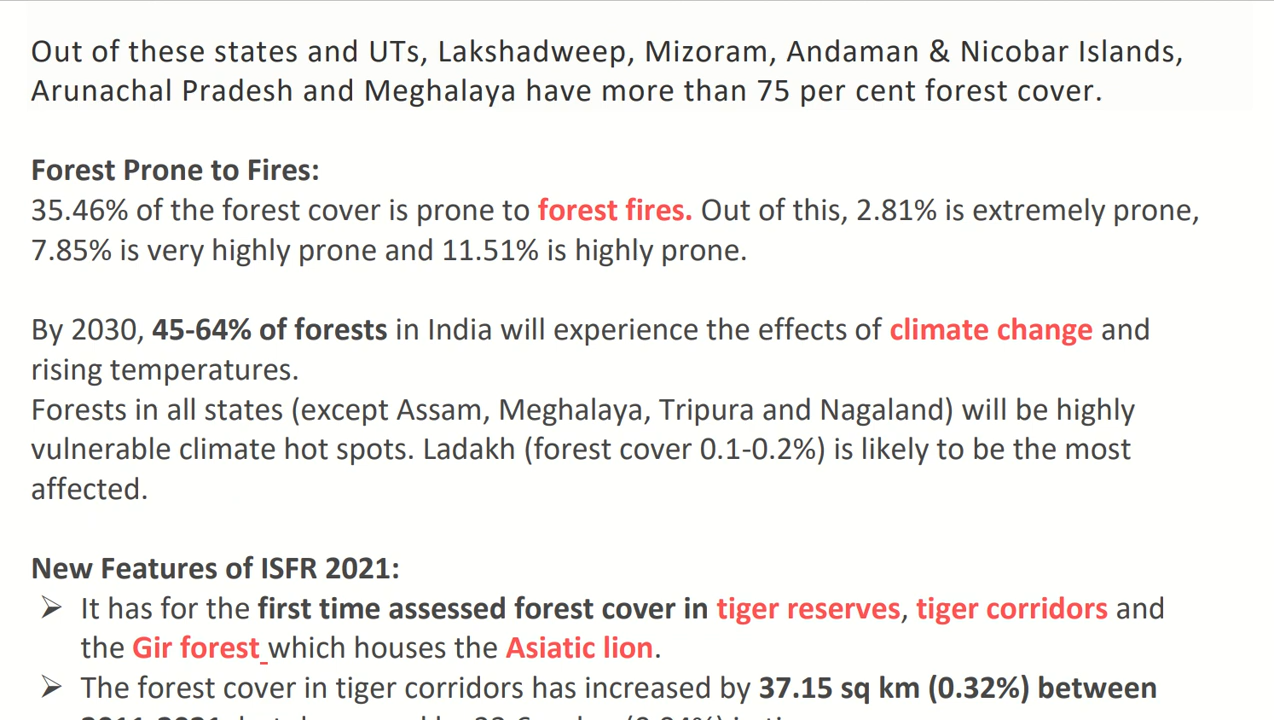 Out of these states and UTs, Lakshadweep, Mizoram, Andaman & Nicobar Islands,
Arunachal Pradesh and Meghalaya have more than 75 per cent forest cover.
Forest Prone to Fires:
35.46% of the forest cover is prone to forest fires. Out of this, 2.81% is extremely prone,
7.85% is very highly prone and 11.51% is highly prone.
By 2030, 45-64% of forests in India will experience the effects of climate change and
rising temperatures.
Forests in all states (except Assam, Meghalaya, Tripura and Nagaland) will be highly
vulnerable climate hot spots. Ladakh (forest cover 0.1-0.2%) is likely to be the most
affected.
New Features of ISFR 2021:
➢ It has for the first time assessed forest cover in tiger reserves, tiger corridors and
the Gir forest which houses the Asiatic lion.
➢ The forest cover in tiger corridors has increased by 37.15 sq km (0.32%) between